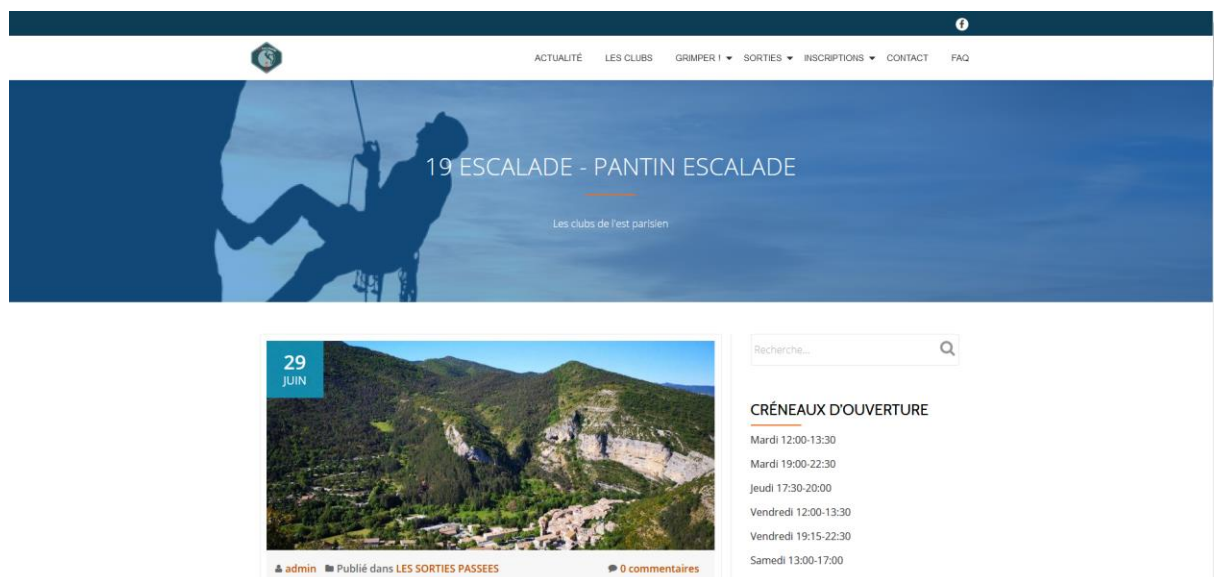 ACTUALITÉ LES CLUBS GRIMPER ! SORTIES INSCRIPTIONS CONTACT FAQ
19 ESCALADE - PANTIN ESCALADE
Les clubs de l'est parisien
29
JUIN
Recherche...
CRÉNEAUX D'OUVERTURE
Mardi 12:00-13:30
Mardi 19:00-22:30
Jeudi 17:30-20:00
Vendredi 12:00-13:30
Vendredi 19:15-22:30
Samedi 13:00-17:00
admin Publié dans LES SORTIES PASSEES 0 commentaires